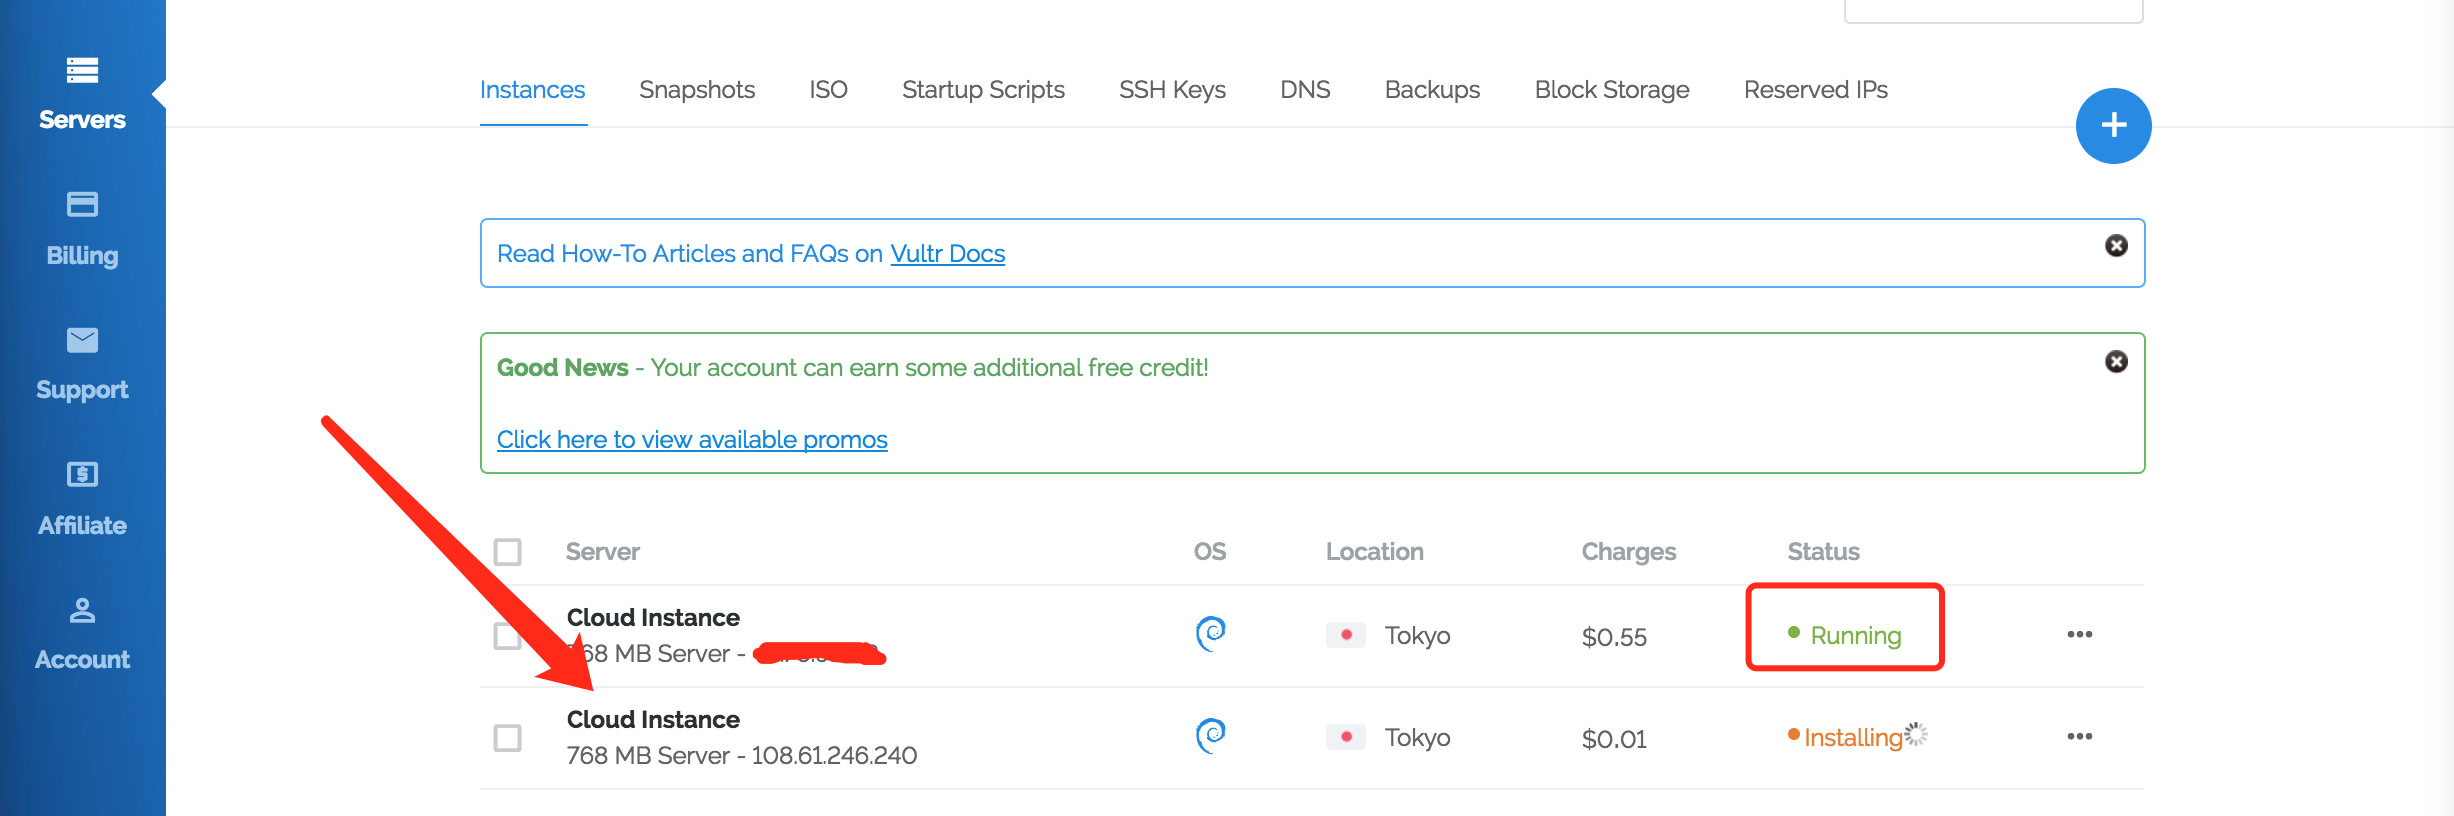 Servers
Billing
Support
Affiliate
Account
Instances Snapshots ISO Startup Scripts SSH Keys DNS Backups Block Storage Reserved IPs
+
Read How-To Articles and FAQs on Vultr Docs
Good News - Your account can earn some additional free credit!
Click here to view available promos
Server OS Location Charges Status
Cloud Instance
68 MB Server -
Tokyo $0.55 Running
Cloud Instance
768 MB Server - 108.61.246.240
Tokyo $0.01 Installing